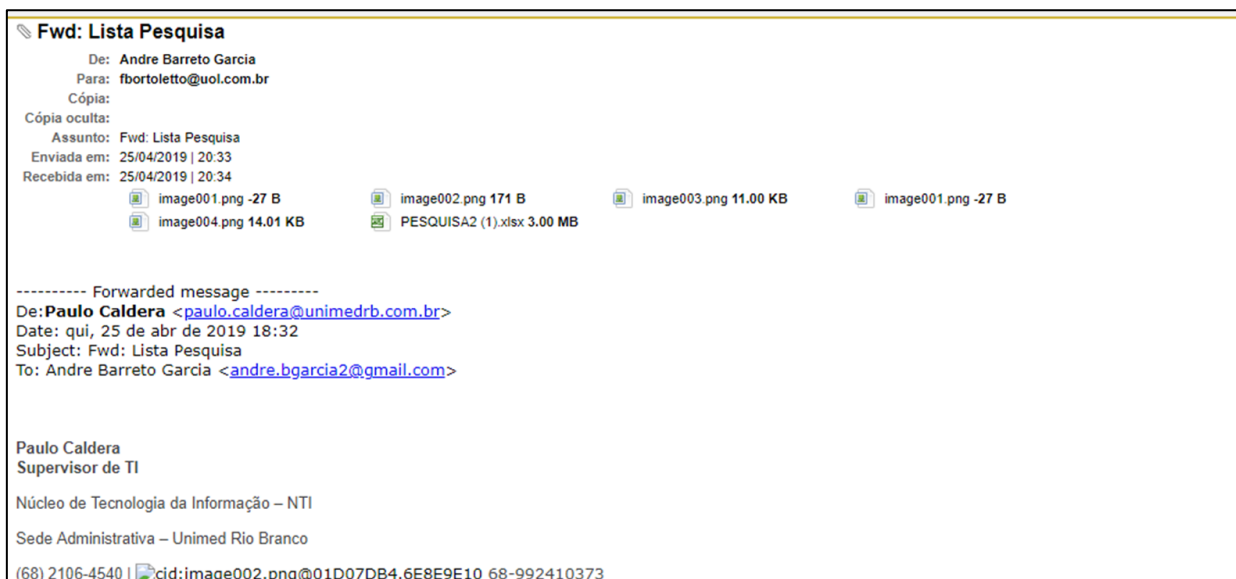 Fwd: Lista Pesquisa
De: Andre Barreto Garcia
Para: fbortoletto@uol.com.br
Cópia:
Cópia oculta:
Assunto: Fwd: Lista Pesquisa
Enviada em: 25/04/2019 | 20:33
Recebida em: 25/04/2019 | 20:34
image001.png -27 B image002.png 171 B image003.png 11.00 KB image001.png -27 B
image004.png 14.01 KB PESQUISA2 (1).xlsx 3.00 MB
---------- Forwarded message ---------
De:Paulo Caldera <paulo.caldera@unimedrb.com.br>
Date: qui, 25 de abr de 2019 18:32
Subject: Fwd: Lista Pesquisa
To: Andre Barreto Garcia <andre.bgarcia2@gmail.com>
Paulo Caldera
Supervisor de TI
Núcleo de Tecnologia da Informação – NTI
Sede Administrativa – Unimed Rio Branco
(68) 2106-4540 | cid:image002.png@01D07DB4.6E8E9E10 68-992410373